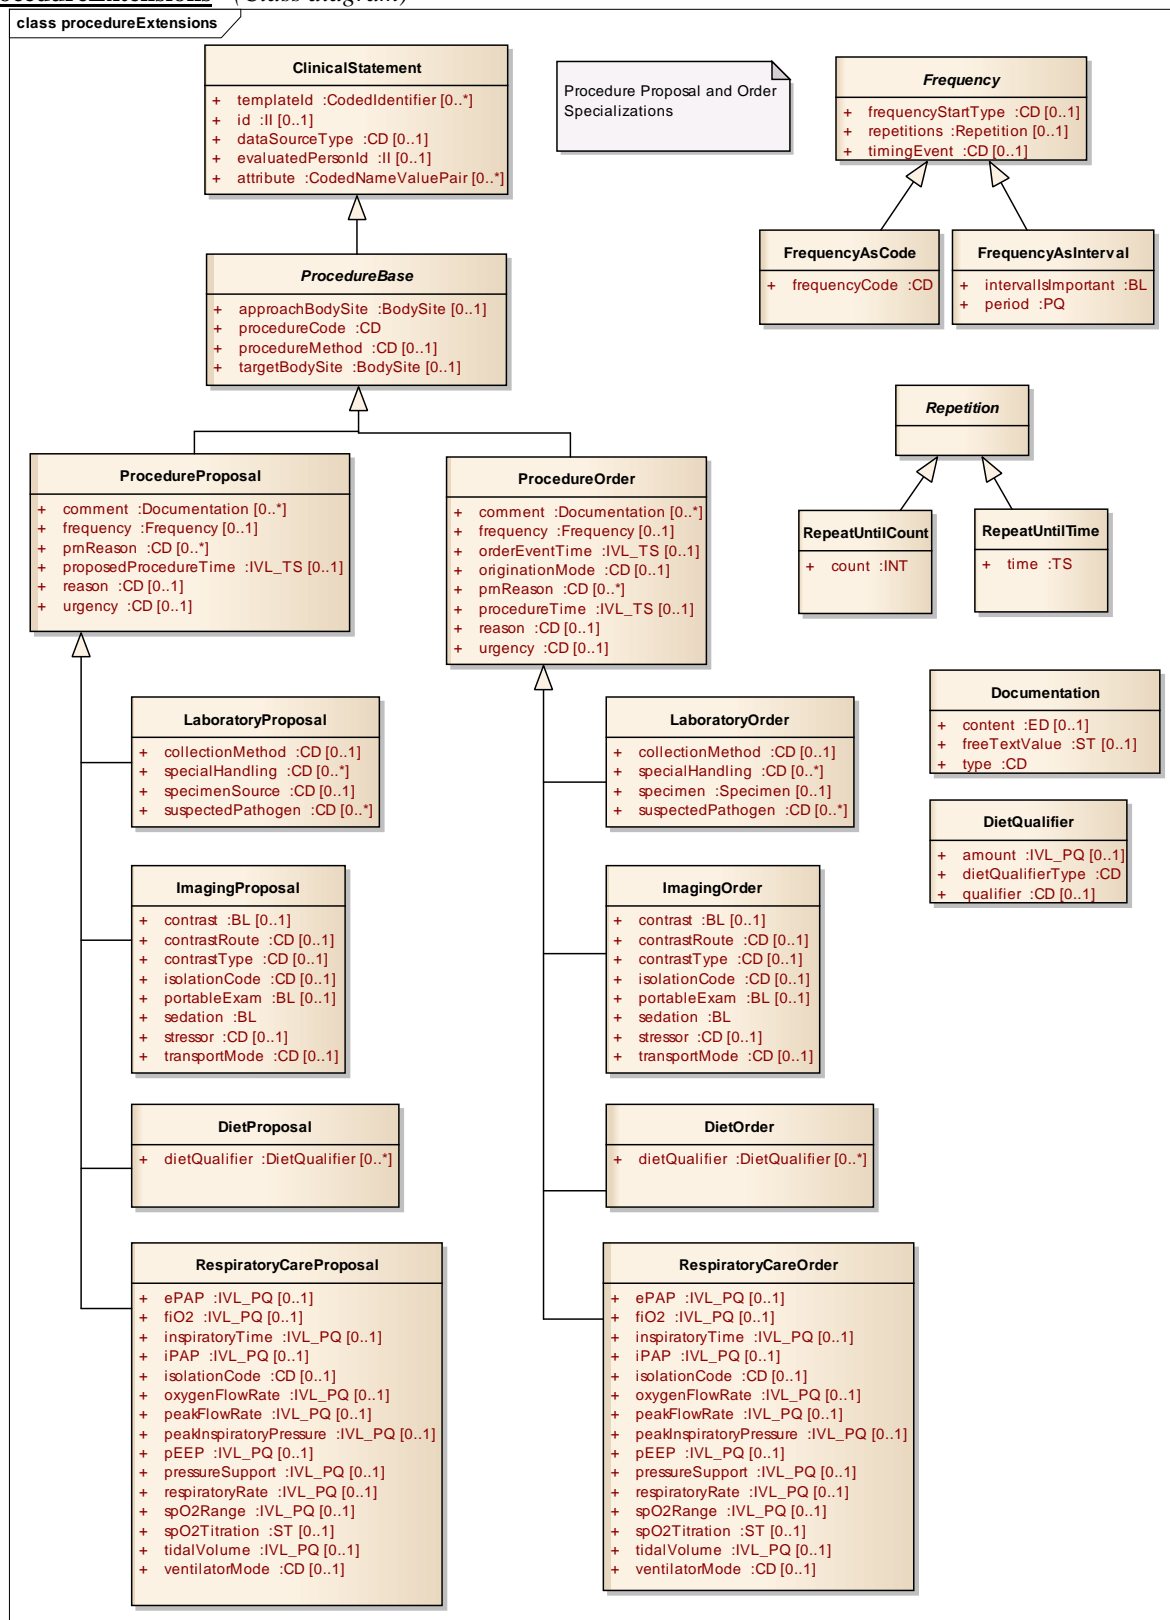 (Class diagram)
class procedureExtensions
ClinicalStatement
+ templateId :CodedIdentifier [0..*]
+ id :II [0..1]
+ dataSourceType :CD [0..1]
+ evaluatedPersonId :II [0..1]
+ attribute :CodedNameValuePair [0..*]
Procedure Proposal and Order
Specializations
Frequency
+ frequencyStartType :CD [0..1]
+ repetitions :Repetition [0..1]
+ timingEvent :CD [0..1]
FrequencyAsCode
+ frequencyCode :CD
FrequencyAsInterval
+ intervalIsImportant :BL
+ period :PQ
ProcedureBase
+ approachBodySite :BodySite [0..1]
+ procedureCode :CD
+ procedureMethod :CD [0..1]
+ targetBodySite :BodySite [0..1]
Repetition
RepeatUntilCount
+ count :INT
RepeatUntilTime
+ time :TS
ProcedureProposal
+ comment :Documentation [0..*]
+ frequency :Frequency [0..1]
+ prnReason :CD [0..*]
+ proposedProcedureTime :IVL_TS [0..1]
+ reason :CD [0..1]
+ urgency :CD [0..1]
ProcedureOrder
+ comment :Documentation [0..*]
+ frequency :Frequency [0..1]
+ orderEventTime :IVL_TS [0..1]
+ originationMode :CD [0..1]
+ prnReason :CD [0..*]
+ procedureTime :IVL_TS [0..1]
+ reason :CD [0..1]
+ urgency :CD [0..1]
Documentation
+ content :ED [0..1]
+ freeTextValue :ST [0..1]
+ type :CD
DietQualifier
+ amount :IVL_PQ [0..1]
+ dietQualifierType :CD
+ qualifier :CD [0..1]
LaboratoryProposal
+ collectionMethod :CD [0..1]
+ specialHandling :CD [0..*]
+ specimenSource :CD [0..1]
+ suspectedPathogen :CD [0..*]
LaboratoryOrder
+ collectionMethod :CD [0..1]
+ specialHandling :CD [0..*]
+ specimen :Specimen [0..1]
+ suspectedPathogen :CD [0..*]
ImagingProposal
+ contrast :BL [0..1]
+ contrastRoute :CD [0..1]
+ contrastType :CD [0..1]
+ isolationCode :CD [0..1]
+ portableExam :BL [0..1]
+ sedation :BL
+ stressor :CD [0..1]
+ transportMode :CD [0..1]
ImagingOrder
+ contrast :BL [0..1]
+ contrastRoute :CD [0..1]
+ contrastType :CD [0..1]
+ isolationCode :CD [0..1]
+ portableExam :BL [0..1]
+ sedation :BL
+ stressor :CD [0..1]
+ transportMode :CD [0..1]
DietProposal
+ dietQualifier :DietQualifier [0..*]
DietOrder
+ dietQualifier :DietQualifier [0..*]
RespiratoryCareProposal
+ ePAP :IVL_PQ [0..1]
+ fiO2 :IVL_PQ [0..1]
+ inspiratoryTime :IVL_PQ [0..1]
+ iPAP :IVL_PQ [0..1]
+ isolationCode :CD [0..1]
+ oxygenFlowRate :IVL_PQ [0..1]
+ peakFlowRate :IVL_PQ [0..1]
+ peakInspiratoryPressure :IVL_PQ [0..1]
+ pEEP :IVL_PQ [0..1]
+ pressureSupport :IVL_PQ [0..1]
+ respiratoryRate :IVL_PQ [0..1]
+ spO2Range :IVL_PQ [0..1]
+ spO2Titration :ST [0..1]
+ tidalVolume :IVL_PQ [0..1]
+ ventilatorMode :CD [0..1]
RespiratoryCareOrder
+ ePAP :IVL_PQ [0..1]
+ fiO2 :IVL_PQ [0..1]
+ inspiratoryTime :IVL_PQ [0..1]
+ iPAP :IVL_PQ [0..1]
+ isolationCode :CD [0..1]
+ oxygenFlowRate :IVL_PQ [0..1]
+ peakFlowRate :IVL_PQ [0..1]
+ peakInspiratoryPressure :IVL_PQ [0..1]
+ pEEP :IVL_PQ [0..1]
+ pressureSupport :IVL_PQ [0..1]
+ respiratoryRate :IVL_PQ [0..1]
+ spO2Range :IVL_PQ [0..1]
+ spO2Titration :ST [0..1]
+ tidalVolume :IVL_PQ [0..1]
+ ventilatorMode :CD [0..1]